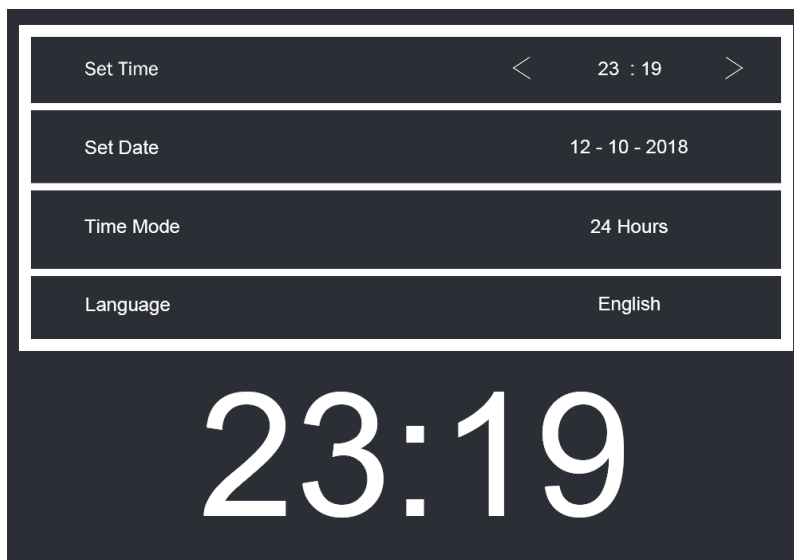 Set Time < 23 : 19 >
Set Date 12 - 10 - 2018
Time Mode 24 Hours
Language English
23:19